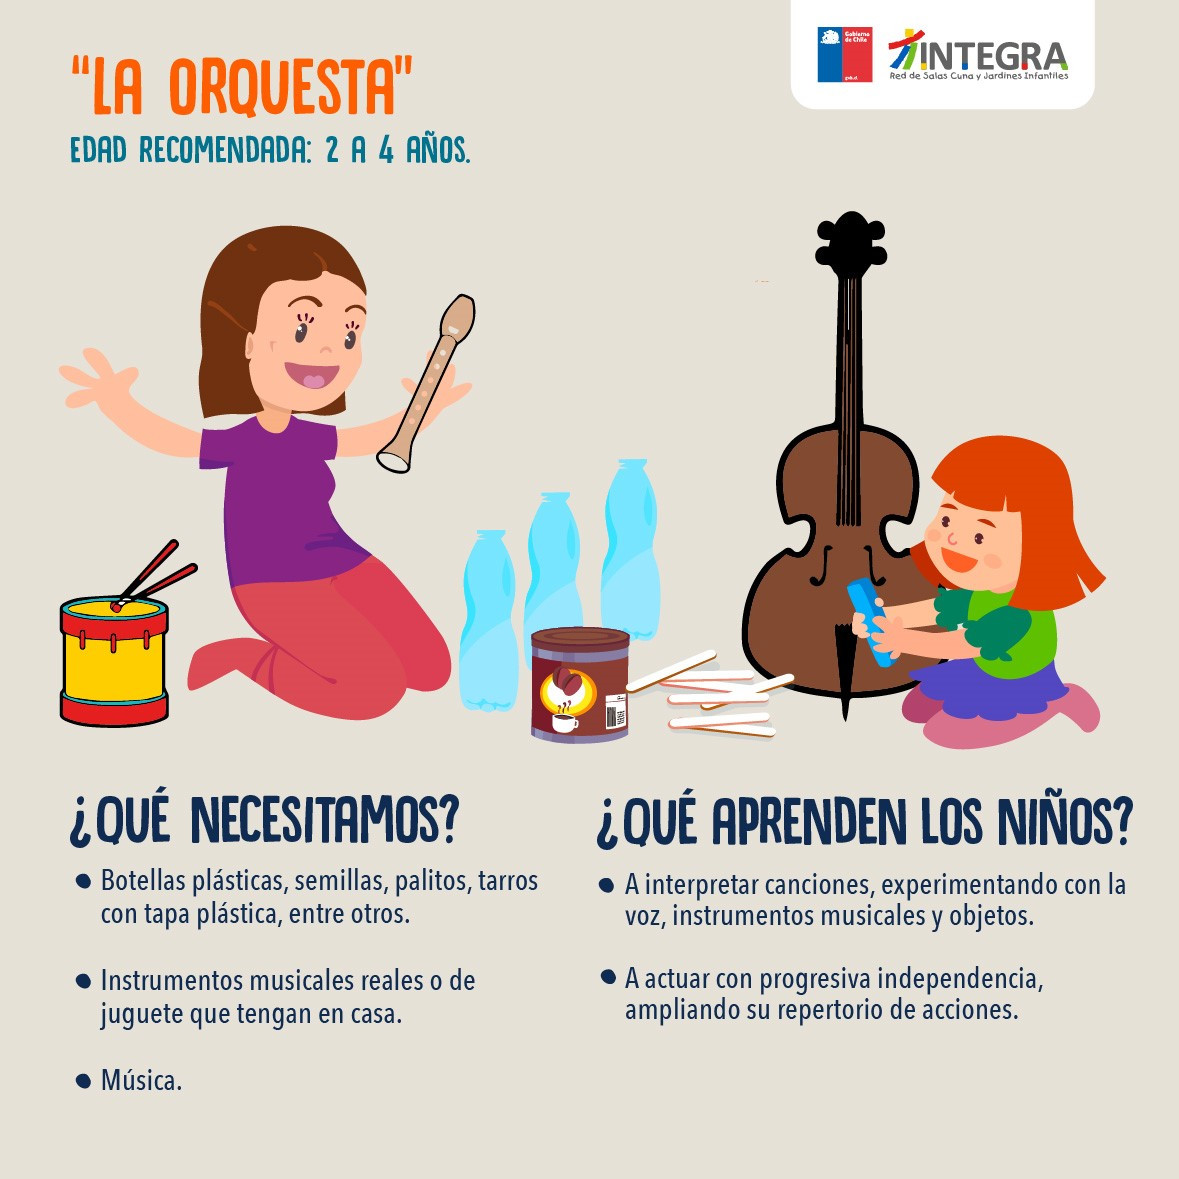 "LA ORQUESTA"
EDAD RECOMENDADA: 2 A 4 AÑOS.
Gobierno
de Chile
gob.cl
INTEGRA
Red de Salas Cuna y Jardines Infantiles
¿QUÉ NECESITAMOS?
• Botellas plásticas, semillas, palitos, tarros
con tapa plástica, entre otros.
• Instrumentos musicales reales o de
juguete que tengan en casa.
• Música.
¿QUÉ APRENDEN LOS NIÑOS?
• A interpretar canciones, experimentando con la
voz, instrumentos musicales y objetos.
• A actuar con progresiva independencia,
ampliando su repertorio de acciones.